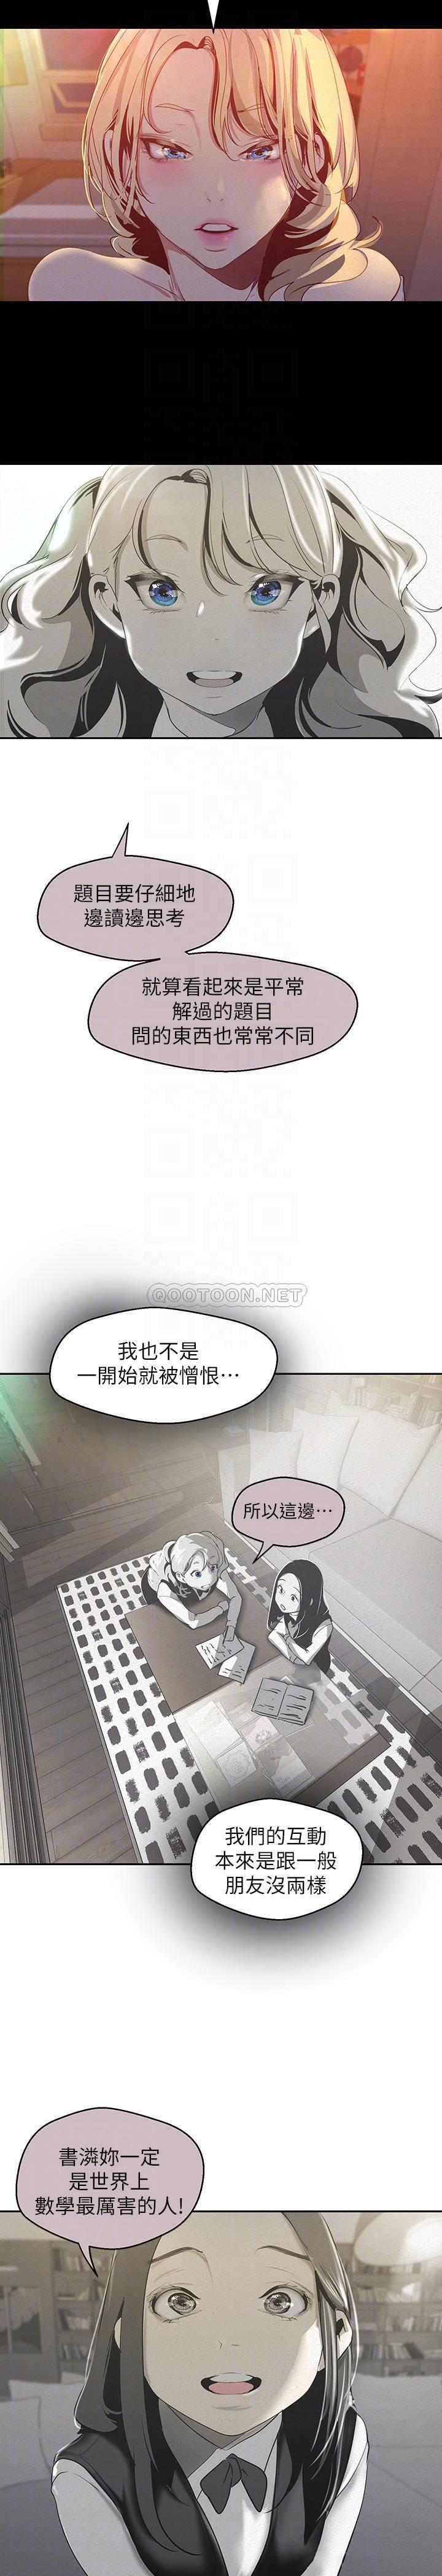 題目要仔細地
邊讀邊思考
就算看起來是平常
解過的題目
問的東西也常常不同
QOOTOON.NET
我也不是
一開始就被憎恨⋯
所以這邊⋯
我們的互動
本來是跟一般
朋友沒兩樣
書潾妳一定
是世界上
數學最厲害的人!